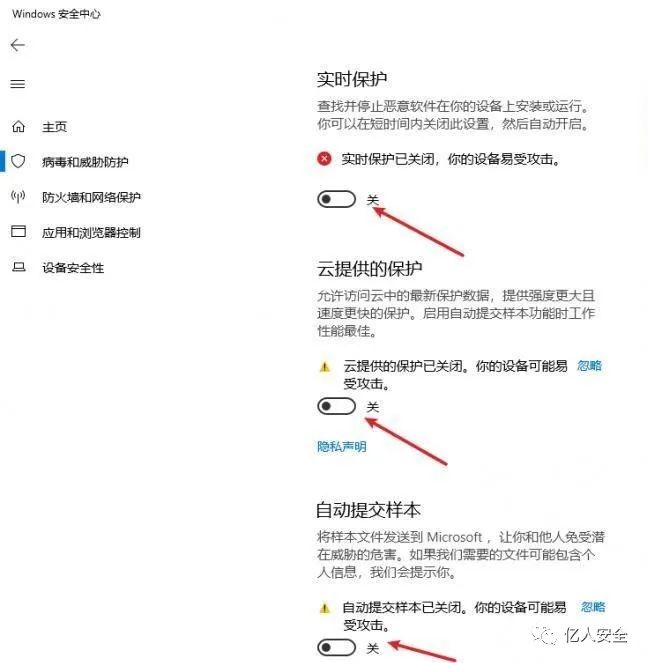 Windows 安全中心
主页
病毒和威胁防护
防火墙和网络保护
应用和浏览器控制
设备安全性
实时保护
查找并停止恶意软件在你的设备上安装或运行。
你可以在短时间内关闭此设置，然后自动开启。
实时保护已关闭，你的设备易受攻击。
关
云提供的保护
允许访问云中的最新保护数据，提供强度更大且
速度更快的保护。启用自动提交样本功能时工作
性能最佳。
云提供的保护已关闭。你的设备可能易 忽略
受攻击。
关
隐私声明
自动提交样本
将样本文件发送到 Microsoft ，让你和他人免受潜
在威胁的危害。如果我们需要的文件可能包含个
人信息，我们会提示你。
自动提交样本已关闭。你的设备可能易 忽略
受攻击。
关
亿人安全